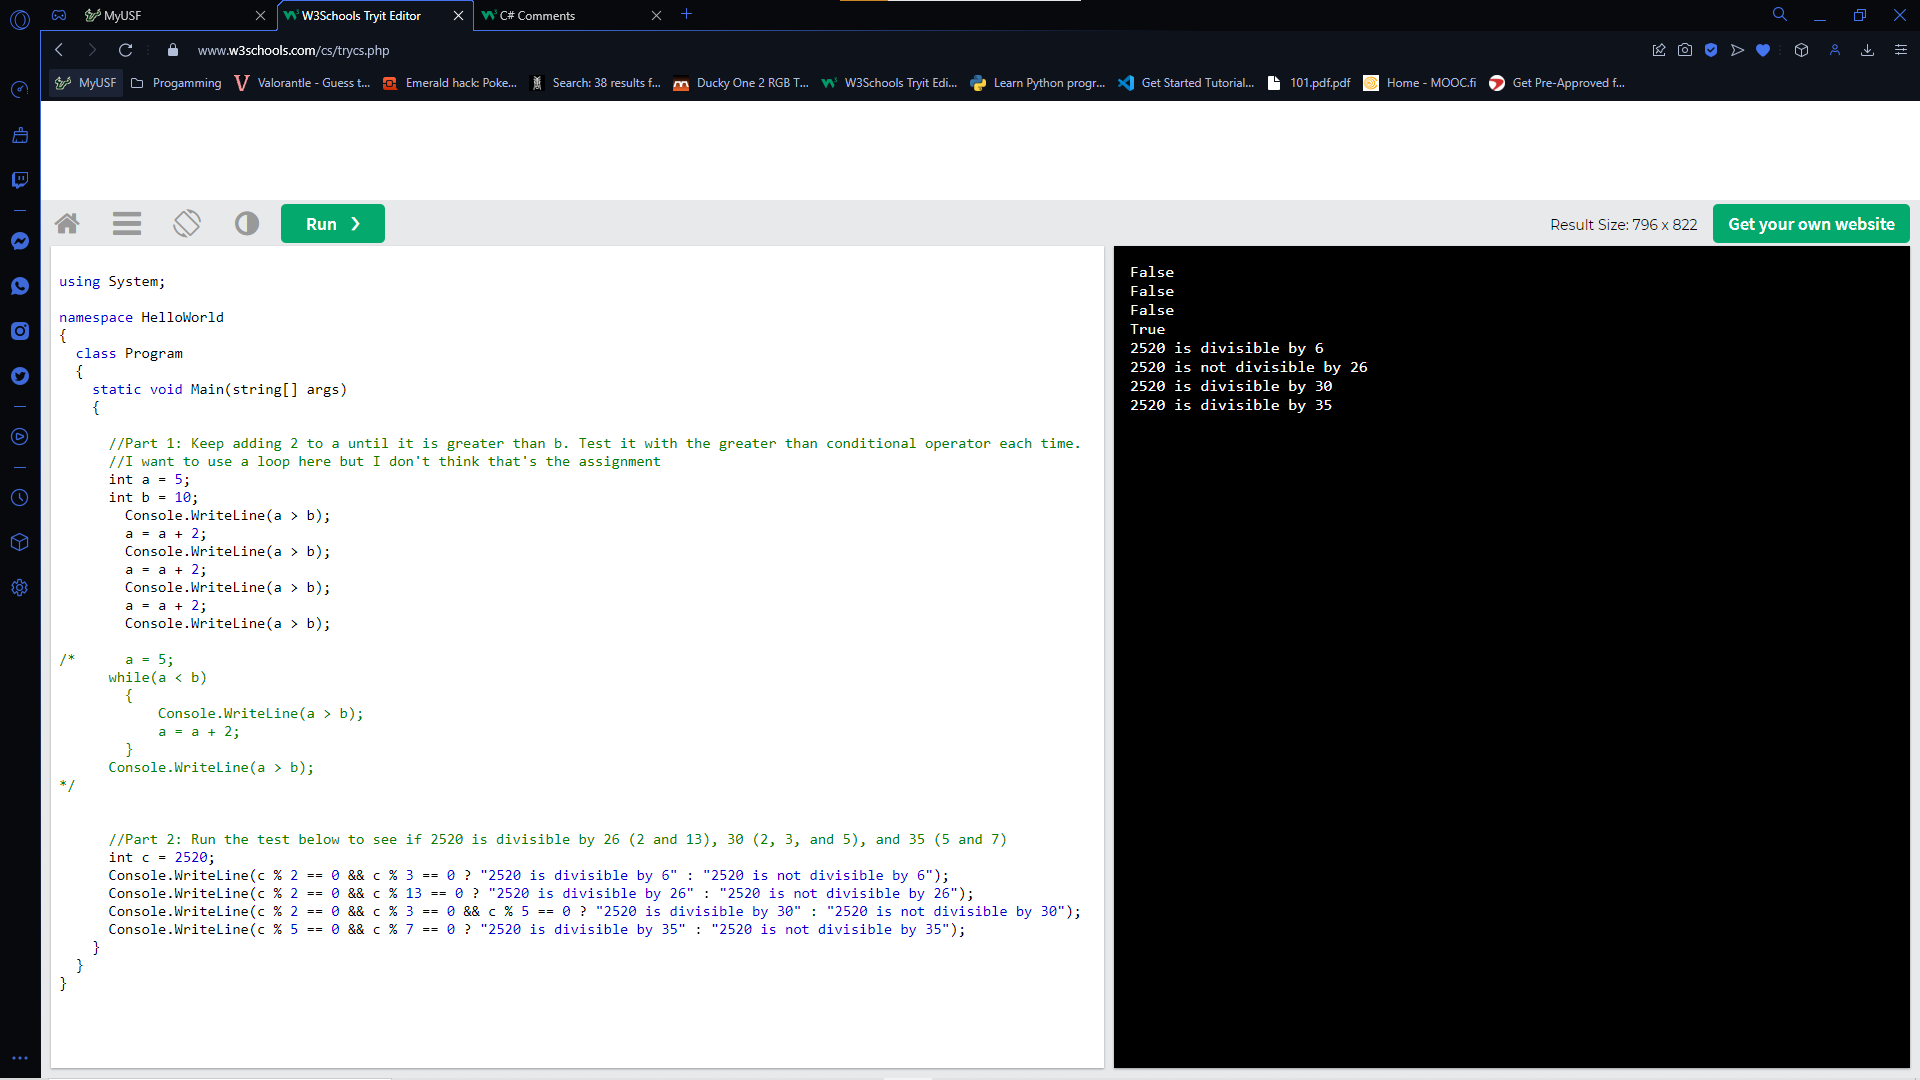 MyUSF
W3Schools Tryit Editor
C# Comments
www.w3schools.com/cs/trycs.php
MyUSF
Progamming
Valorantle - Guess t...
Emerald hack: Poke...
Search: 38 results f...
Ducky One 2 RGB T...
W3Schools Tryit Edi...
Learn Python progr...
Get Started Tutorial...
101.pdf.pdf
Home - MOOC.fi
Get Pre-Approved f...
Run ❯
Result Size: 796 x 822
Get your own website
using System;
namespace HelloWorld
{
class Program
{
static void Main(string[] args)
{
//Part 1: Keep adding 2 to a until it is greater than b. Test it with the greater than conditional operator each time.
//I want to use a loop here but I don't think that's the assignment
int a = 5;
int b = 10;
Console.WriteLine(a > b);
a = a + 2;
Console.WriteLine(a > b);
a = a + 2;
Console.WriteLine(a > b);
a = a + 2;
Console.WriteLine(a > b);
/* a = 5;
while(a < b)
{
Console.WriteLine(a > b);
a = a + 2;
}
Console.WriteLine(a > b);
*/
//Part 2: Run the test below to see if 2520 is divisible by 26 (2 and 13), 30 (2, 3, and 5), and 35 (5 and 7)
int c = 2520;
Console.WriteLine(c % 2 == 0 && c % 3 == 0 ? "2520 is divisible by 6" : "2520 is not divisible by 6");
Console.WriteLine(c % 2 == 0 && c % 13 == 0 ? "2520 is divisible by 26" : "2520 is not divisible by 26");
Console.WriteLine(c % 2 == 0 && c % 3 == 0 && c % 5 == 0 ? "2520 is divisible by 30" : "2520 is not divisible by 30");
Console.WriteLine(c % 5 == 0 && c % 7 == 0 ? "2520 is divisible by 35" : "2520 is not divisible by 35");
}
}
}
False
False
False
True
2520 is divisible by 6
2520 is not divisible by 26
2520 is divisible by 30
2520 is divisible by 35